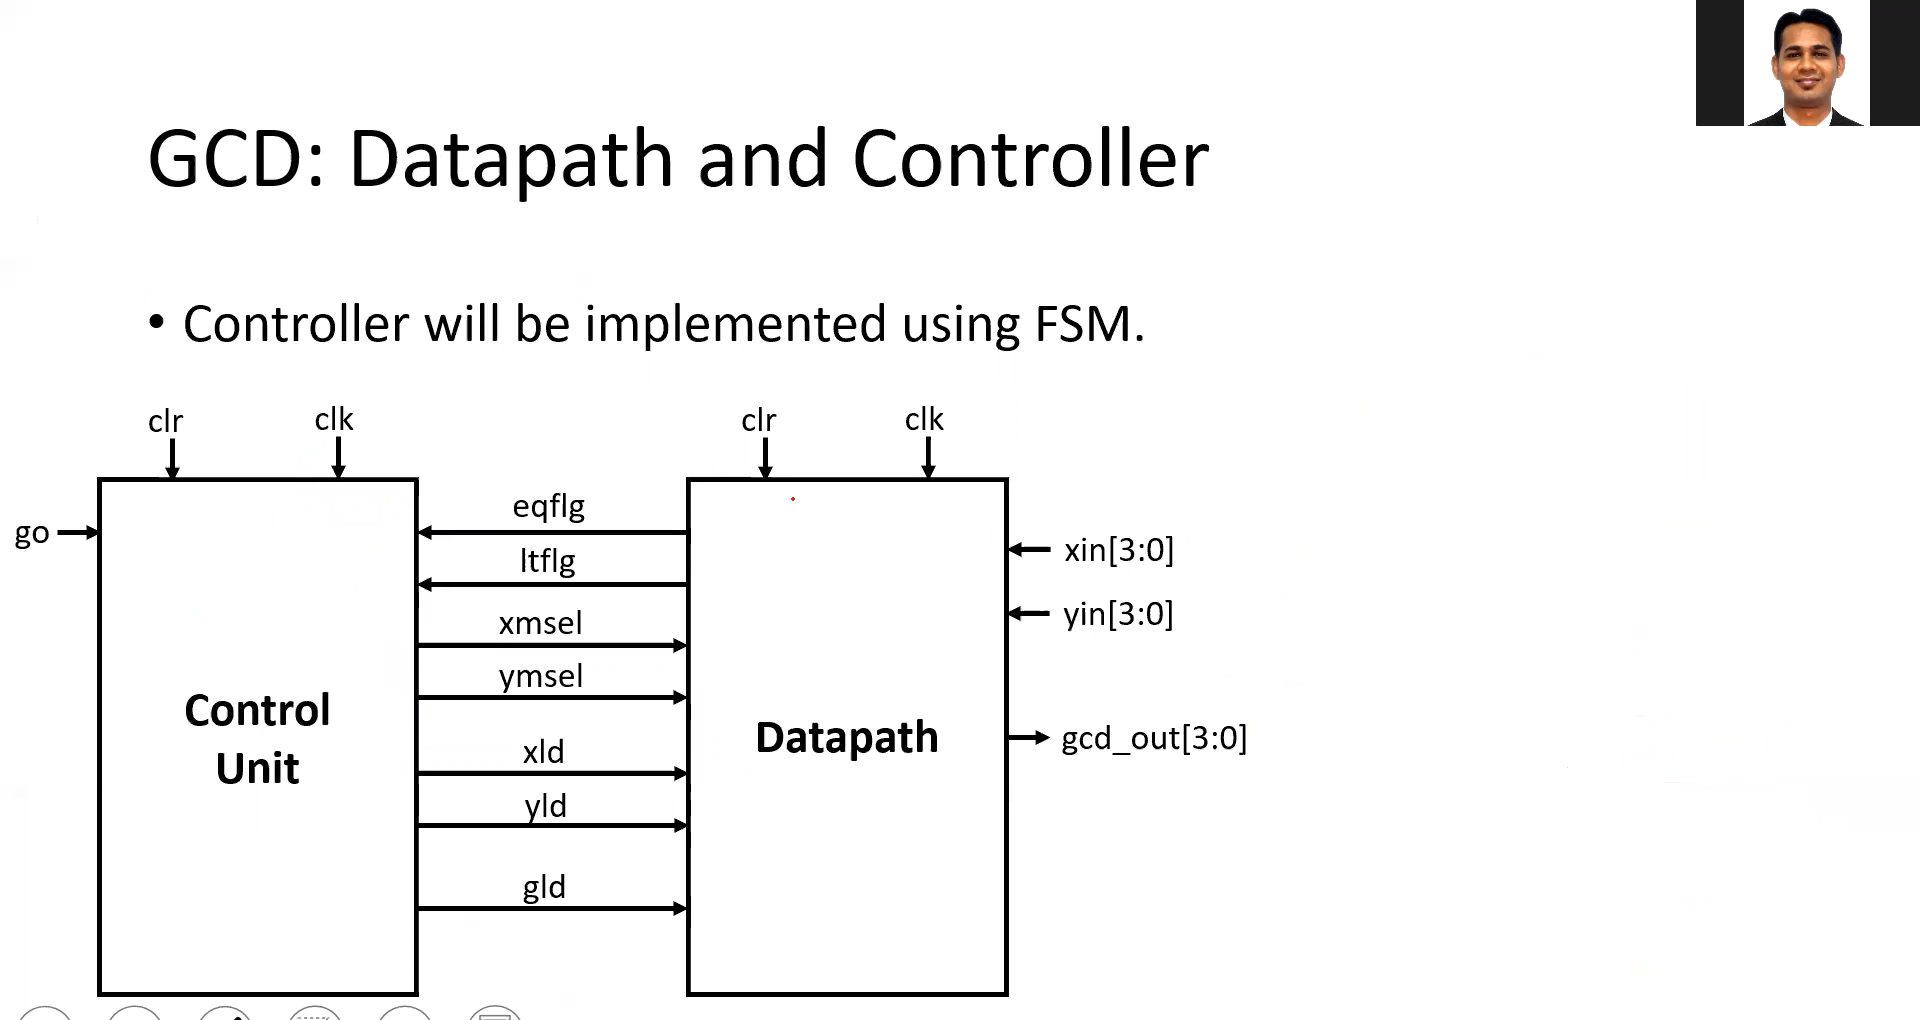 GCD: Datapath and Controller
• Controller will be implemented using FSM.
clr
clk
clr
clk
go
eqflg
ltflg
xmsel
ymsel
xld
yld
gld
Control
Unit
Datapath
xin[3:0]
yin[3:0]
gcd_out[3:0]